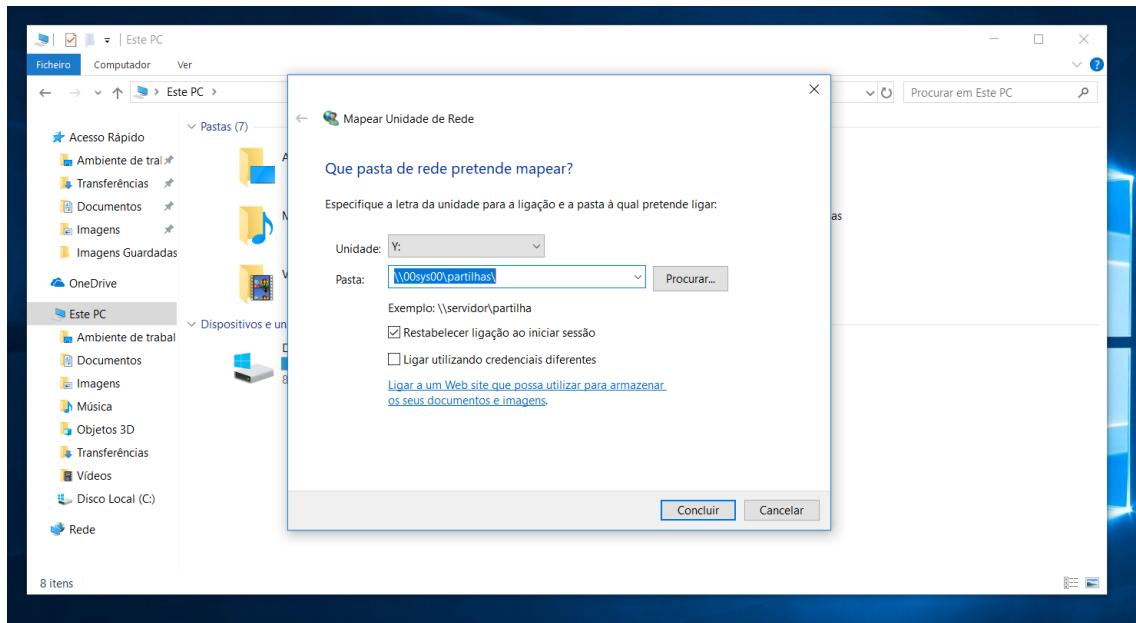 Este PC
Ficheiro Computador Ver
Este PC
Procurar em Este PC
Acesso Rápido
Ambiente de tral
Transferências
Documentos
Imagens
Imagens Guardadas
OneDrive
Este PC
Ambiente de trabal
Documentos
Imagens
Música
Objetos 3D
Transferências
Vídeos
Disco Local (C:)
Rede
Pastas (7)
A
M
V
as
Dispositivos e un
D
8
Mapear Unidade de Rede
Que pasta de rede pretende mapear?
Especifique a letra da unidade para a ligação e a pasta à qual pretende ligar:
Unidade: Y:
Pasta: \\00sys00\partilhas\ Procurar...
Exemplo: \\servidor\partilha
Restabelecer ligação ao iniciar sessão
Ligar utilizando credenciais diferentes
Ligar a um Web site que possa utilizar para armazenar
os seus documentos e imagens.
Concluir Cancelar
8 itens